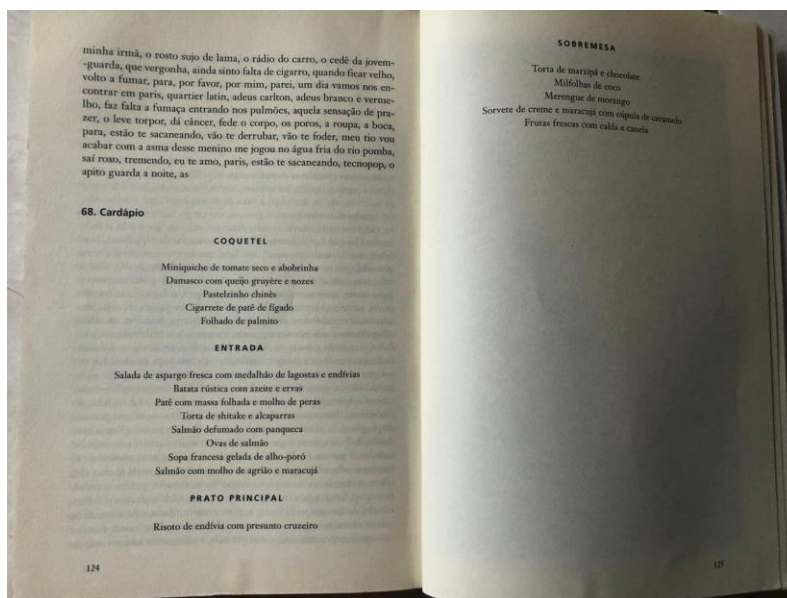 minha irmã, o rosto sujo de lama, o rádio do carro, o cedê da jovem-
-guarda, que vergonha, ainda sinto falta de cigarro, quando ficar velho,
volto a fumar, para, por favor, por mim, parei, um dia vamos nos en-
contrar em paris, quartier latin, adeus carlton, adeus branco e verme-
lho, faz falta a fumaça entrando nos pulmões, aquela sensação de pra-
zer, o leve torpor, dá câncer, fede o corpo, os poros, a roupa, a boca,
para, estão te sacaneando, vão te derrubar, vão te foder, meu tio vou
acabar com a asma desse menino me jogou no água fria do rio pomba,
saí roxo, tremendo, eu te amo, paris, estão te sacaneando, tecnopop, o
apito guarda a noite, as
68. Cardápio
COQUETEL
Miniquiche de tomate seco e abobrinha
Damasco com queijo gruyère e nozes
Pastelzinho chinês
Cigarrete de patê de fígado
Folhado de palmito
ENTRADA
Salada de aspargo fresca com medalhão de lagostas e endívias
Batata rústica com azeite e ervas
Patê com massa folhada e molho de peras
Torta de shitake e alcaparras
Salmão defumado com panqueca
Ovas de salmão
Sopa francesa gelada de alho-poró
Salmão com molho de agrião e maracujá
PRATO PRINCIPAL
Risoto de endívia com presunto cruzeiro
124
SOBREMESA
Torta de marzipã e chocolate
Milfolhas de coco
Merengue de morango
Sorvete de creme e maracujá com cúpula de caramelo
Frutas frescas com calda e canela
125